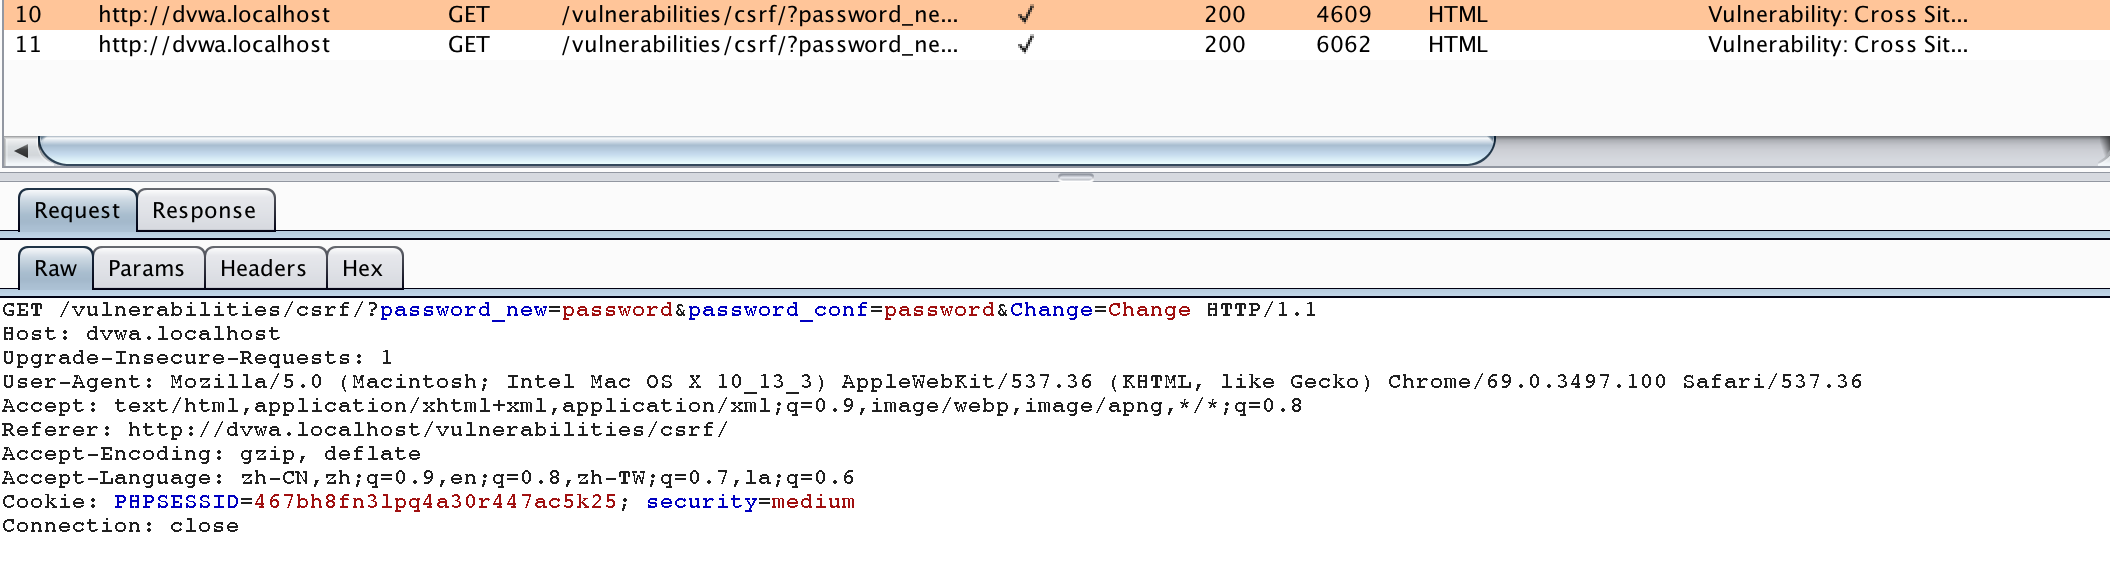 10 http://dvwa.localhost GET /vulnerabilities/csrf/?password_ne... ✓ 200 4609 HTML Vulnerability: Cross Sit...
11 http://dvwa.localhost GET /vulnerabilities/csrf/?password_ne... ✓ 200 6062 HTML Vulnerability: Cross Sit...
Request Response
Raw Params Headers Hex
GET /vulnerabilities/csrf/?password_new=password&password_conf=password&Change=Change HTTP/1.1
Host: dvwa.localhost
Upgrade-Insecure-Requests: 1
User-Agent: Mozilla/5.0 (Macintosh; Intel Mac OS X 10_13_3) AppleWebKit/537.36 (KHTML, like Gecko) Chrome/69.0.3497.100 Safari/537.36
Accept: text/html,application/xhtml+xml,application/xml;q=0.9,image/webp,image/apng,*/*;q=0.8
Referer: http://dvwa.localhost/vulnerabilities/csrf/
Accept-Encoding: gzip, deflate
Accept-Language: zh-CN,zh;q=0.9,en;q=0.8,zh-TW;q=0.7,la;q=0.6
Cookie: PHPSESSID=467bh8fn3lpq4a30r447ac5k25; security=medium
Connection: close